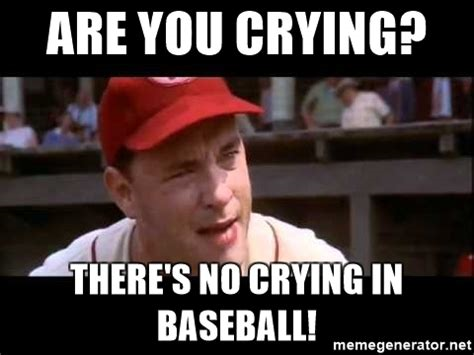 ARE YOU CRYING?
THERE'S NO CRYING IN
BASEBALL!
memegenerator.net